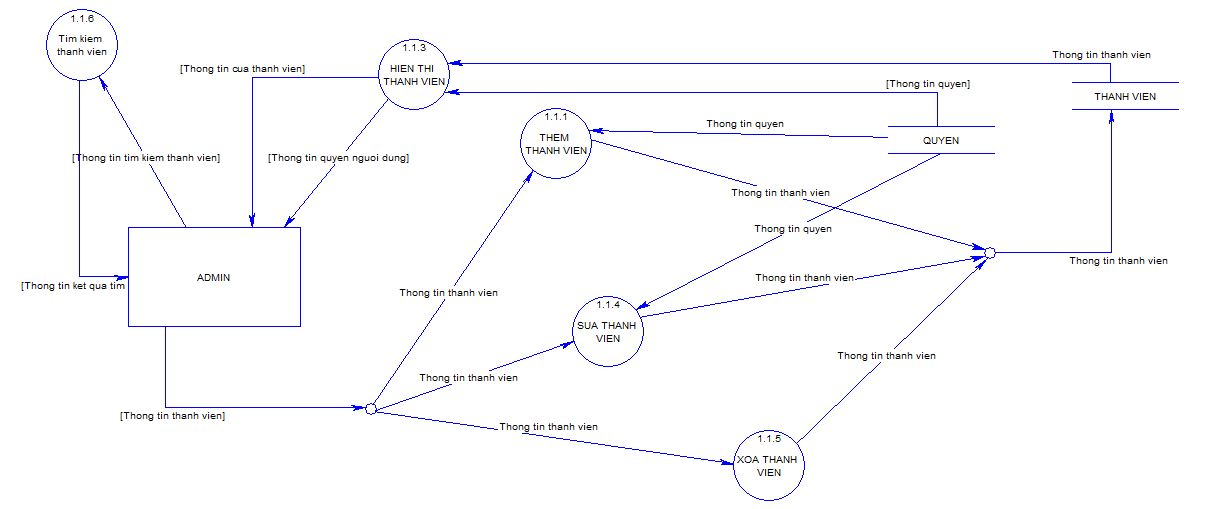 1.1.6
Tim kiem
thanh vien
1.1.3
HIEN THI
THANH VIEN
[Thong tin cua thanh vien]
Thong tin thanh vien
[Thong tin quyen]
THANH VIEN
1.1.1
THEM
THANH VIEN
Thong tin quyen
QUYEN
[Thong tin tim kiem thanh vien]
[Thong tin quyen nguoi dung]
Thong tin thanh vien
Thong tin quyen
Thong tin thanh vien
ADMIN
Thong tin thanh vien
[Thong tin ket qua tim
Thong tin thanh vien
1.1.4
SUA THANH
VIEN
Thong tin thanh vien
Thong tin thanh vien
[Thong tin thanh vien]
Thong tin thanh vien
1.1.5
XOA THANH
VIEN